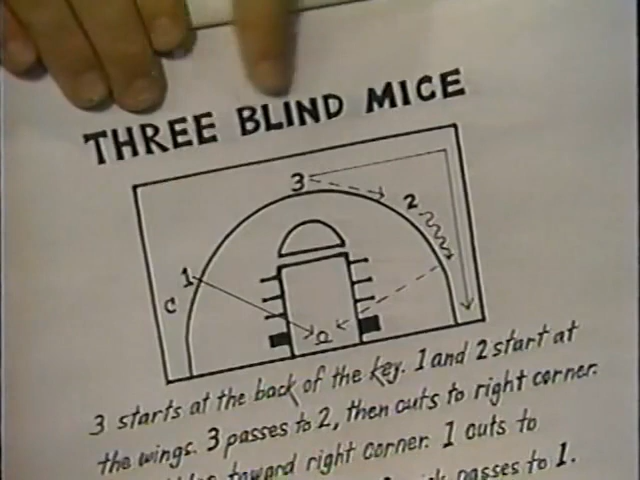 THREE BLIND MICE
3
2
1
C
3 starts at the back of the key. 1 and 2 start at
the wings. 3 passes to 2, then cuts to right corner.
toward right corner. 1 cuts to
passes to 1.